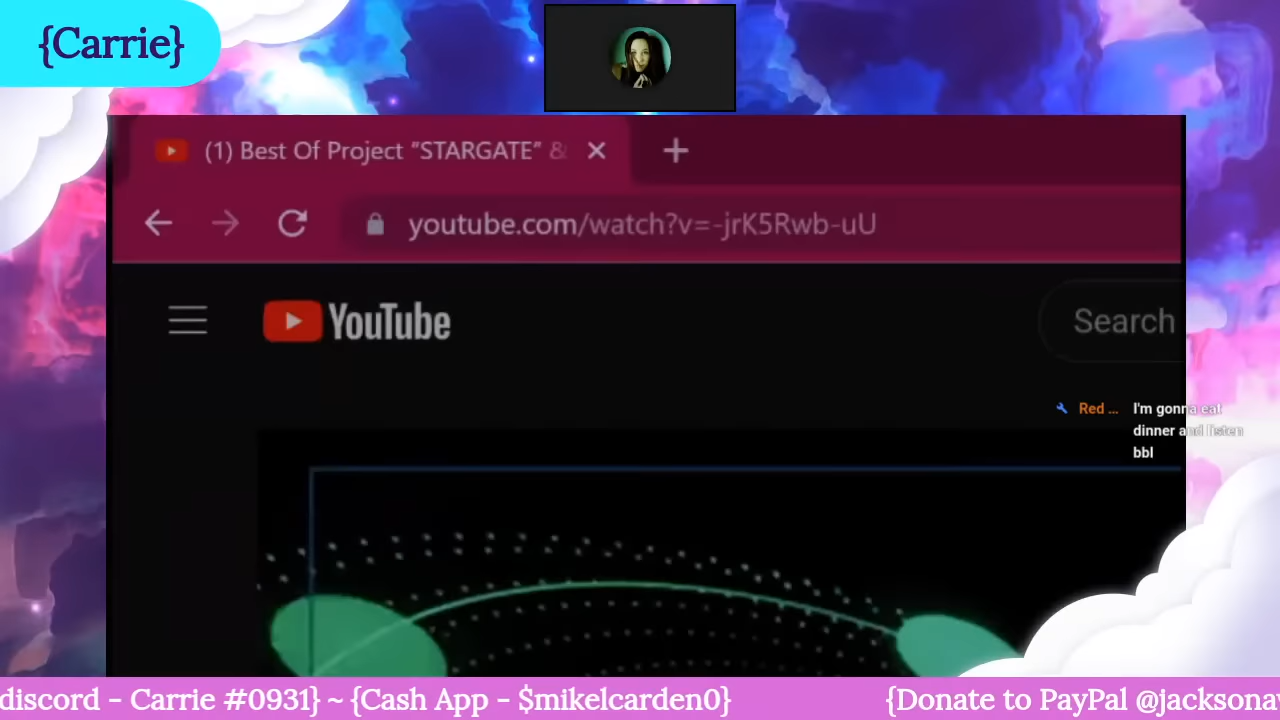 {Carrie}
(1) Best Of Project "STARGATE" &
youtube.com/watch?v=-jrK5Rwb-uU
YouTube
Search
Red ... I'm gonna eat
dinner and listen
bbl
discord - Carrie #0931} ~ {Cash App - $mikelcarden0} {Donate to PayPal @jacksonav